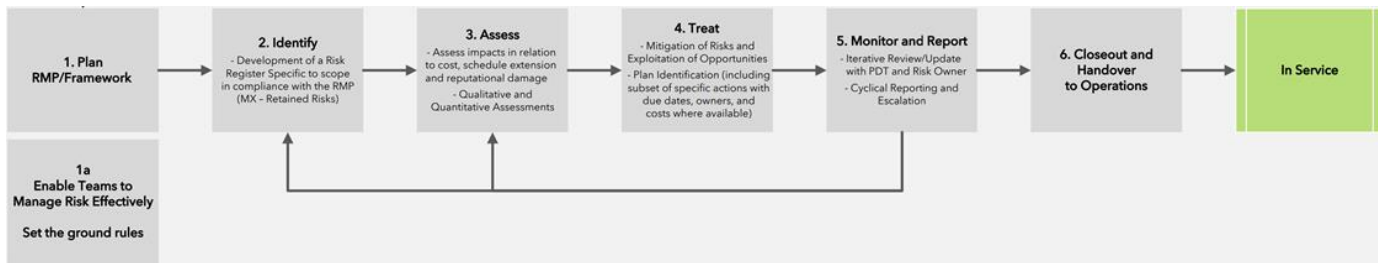 1. Plan
RMP/Framework
2. Identify
- Development of a Risk
Register Specific to scope
in compliance with the RMP
(MX – Retained Risks)
3. Assess
- Assess impacts in relation
to cost, schedule extension
and reputational damage
- Qualitative and
Quantitative Assessments
4. Treat
- Mitigation of Risks and
Exploitation of Opportunities
- Plan Identification (including
subset of specific actions with
due dates, owners, and
costs where available)
5. Monitor and Report
- Iterative Review/Update
with PDT and Risk Owner
- Cyclical Reporting and
Escalation
6. Closeout and
Handover
to Operations
In Service
1a
Enable Teams to
Manage Risk Effectively
Set the ground rules